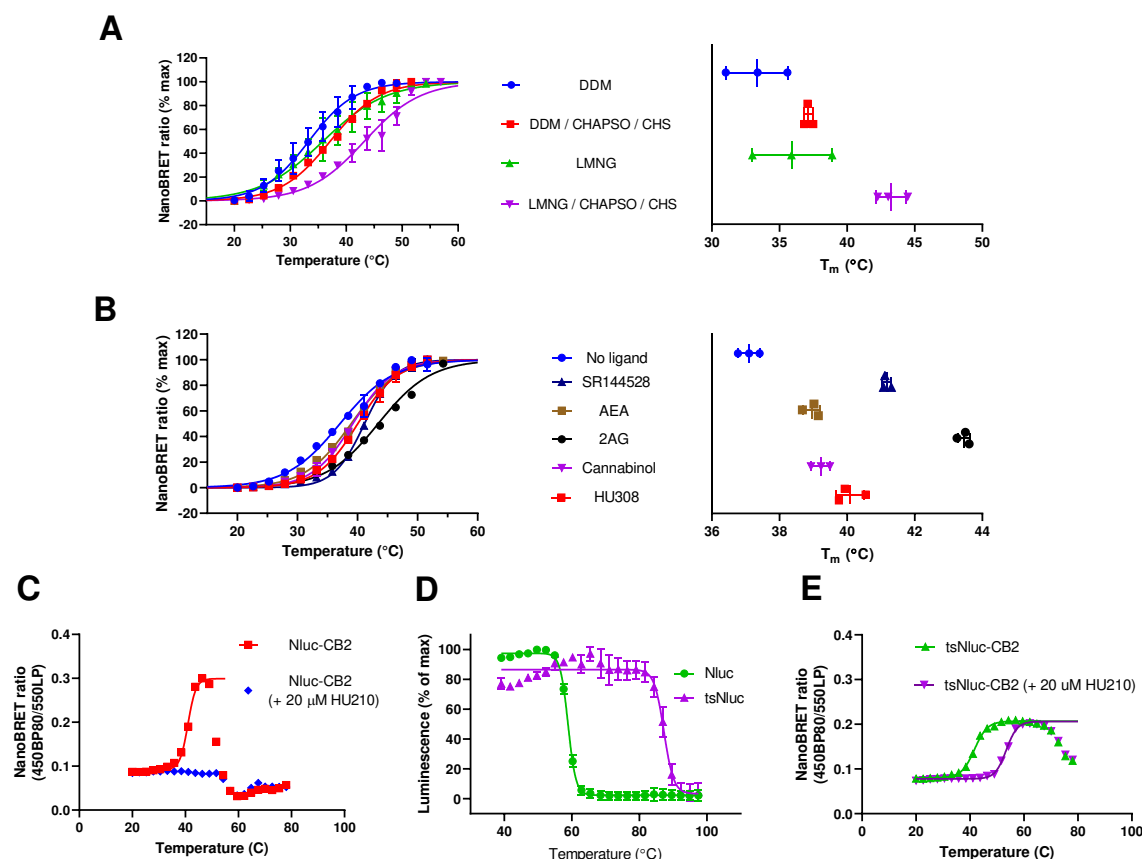 A
NanoBRET ratio (% max)
120
100
80
60
40
20
0
-20
20 30 40 50 60
Temperature (°C)
DDM
DDM / CHAPSO / CHS
LMNG
LMNG / CHAPSO / CHS
30 35 40 45 50
Tm (°C)
B
NanoBRET ratio (% max)
120
100
80
60
40
20
0
-20
20 30 40 50 60
Temperature (°C)
No ligand
SR144528
AEA
2AG
Cannabinol
HU308
36 38 40 42 44
Tm (°C)
C
NanoBRET ratio
(450BP80/550LP)
0.4
0.3
0.2
0.1
0.0
0 20 40 60 80 100
Temperature (C)
Nluc-CB2
Nluc-CB2
(+ 20 μM HU210)
D
Luminescence (% of max)
100
80
60
40
20
0
40 60 80 100
Temperature (°C)
Nluc
tsNluc
E
NanoBRET ratio
(450BP80/550LP)
0.4
0.3
0.2
0.1
0.0
0 20 40 60 80 100
Temperature (C)
tsNluc-CB2
tsNluc-CB2 (+ 20 uM HU210)